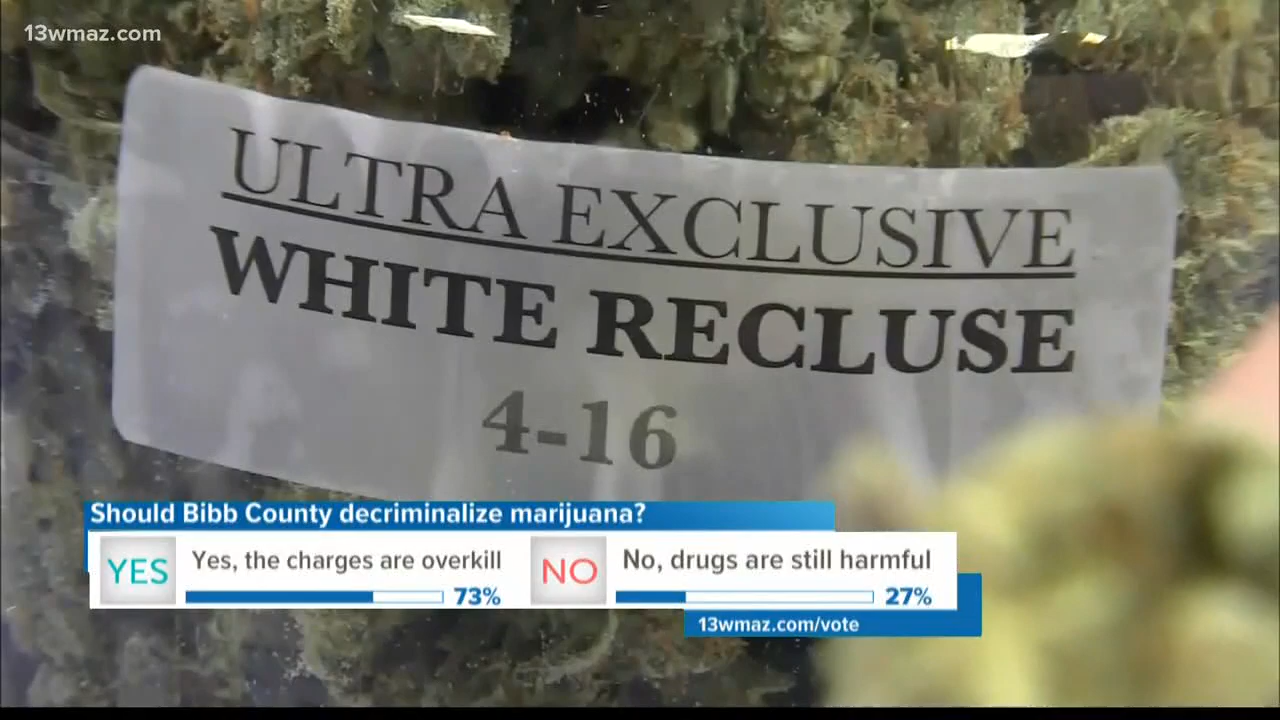 13wmaz.com
ULTRA EXCLUSIVE
WHITE RECLUSE
4-16
Should Bibb County decriminalize marijuana?
YES Yes, the charges are overkill
73%
NO No, drugs are still harmful
27%
13wmaz.com/vote